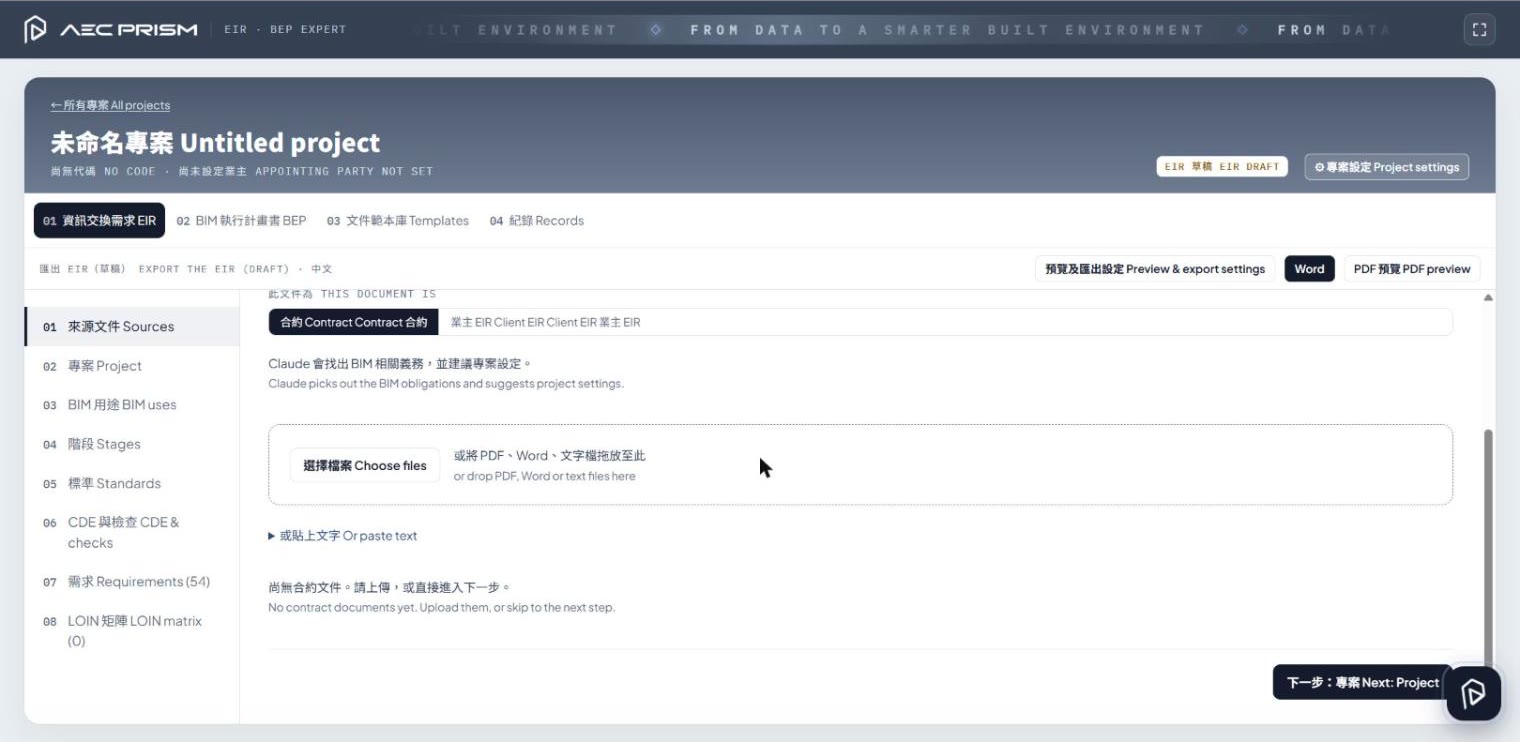 AEC PRISM
EIR · BEP EXPERT
ILT ENVIRONMENT ◇ FROM DATA TO A SMARTER BUILT ENVIRONMENT ◇ FROM DATA
←所有專案 All projects
未命名專案 Untitled project
尚無代碼 NO CODE · 尚未設定業主 APPOINTING PARTY NOT SET
EIR 草稿 EIR DRAFT
⚙專案設定 Project settings
01 資訊交換需求 EIR
02 BIM 執行計畫書 BEP
03 文件範本庫 Templates
04 紀錄 Records
匯出 EIR (草稿) EXPORT THE EIR (DRAFT) · 中文
預覽及匯出設定 Preview & export settings
Word
PDF 預覽 PDF preview
01 來源文件 Sources
02 專案 Project
03 BIM 用途 BIM uses
04 階段 Stages
05 標準 Standards
06 CDE 與檢查 CDE &
checks
07 需求 Requirements (54)
08 LOIN 矩陣 LOIN matrix
(0)
此文件為 THIS DOCUMENT IS
合約 Contract Contract 合約
業主 EIR Client EIR Client EIR 業主 EIR
Claude 會找出 BIM 相關義務，並建議專案設定。
Claude picks out the BIM obligations and suggests project settings.
選擇檔案 Choose files
或將 PDF、Word、文字檔拖放至此
or drop PDF, Word or text files here
▶ 或貼上文字 Or paste text
尚無合約文件。請上傳，或直接進入下一步。
No contract documents yet. Upload them, or skip to the next step.
下一步：專案 Next: Project